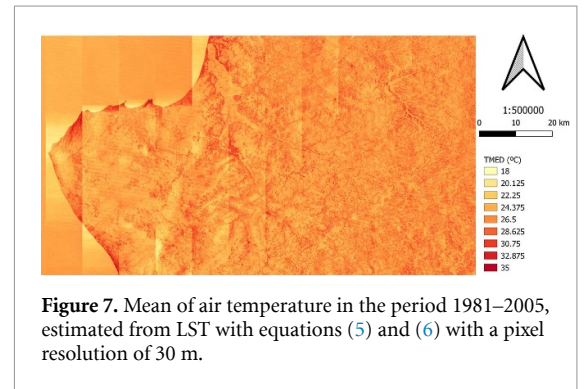 1:500000
0 10 20 km
TMED (ºC)
18
20.125
22.25
24.375
26.5
28.625
30.75
32.875
35
Figure 7. Mean of air temperature in the period 1981–2005,
estimated from LST with equations (5) and (6) with a pixel
resolution of 30 m.